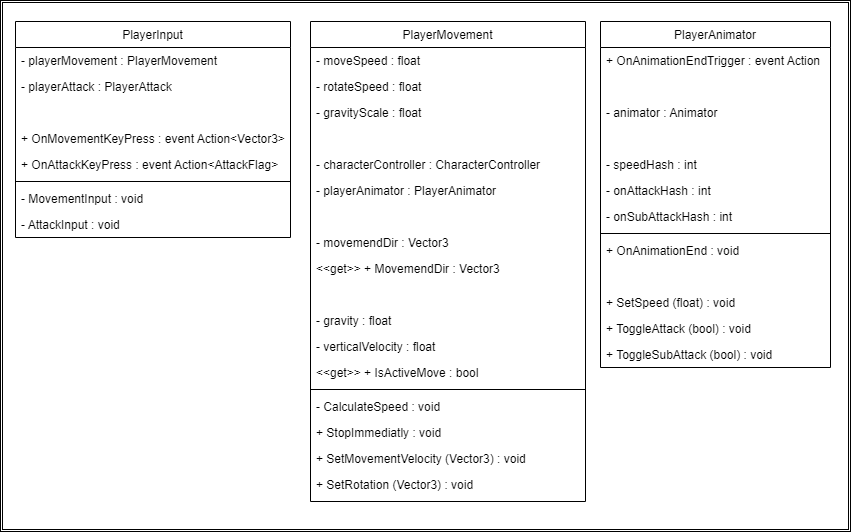 PlayerInput
- playerMovement : PlayerMovement
- playerAttack : PlayerAttack
+ OnMovementKeyPress : event Action<Vector3>
+ OnAttackKeyPress : event Action<AttackFlag>
- MovementInput : void
- AttackInput : void
PlayerMovement
- moveSpeed : float
- rotateSpeed : float
- gravityScale : float
- characterController : CharacterController
- playerAnimator : PlayerAnimator
- movemendDir : Vector3
<<get>> + MovemendDir : Vector3
- gravity : float
- verticalVelocity : float
<<get>> + IsActiveMove : bool
- CalculateSpeed : void
+ StopImmediatly : void
+ SetMovementVelocity (Vector3) : void
+ SetRotation (Vector3) : void
PlayerAnimator
+ OnAnimationEndTrigger : event Action
- animator : Animator
- speedHash : int
- onAttackHash : int
- onSubAttackHash : int
+ OnAnimationEnd : void
+ SetSpeed (float) : void
+ ToggleAttack (bool) : void
+ ToggleSubAttack (bool) : void